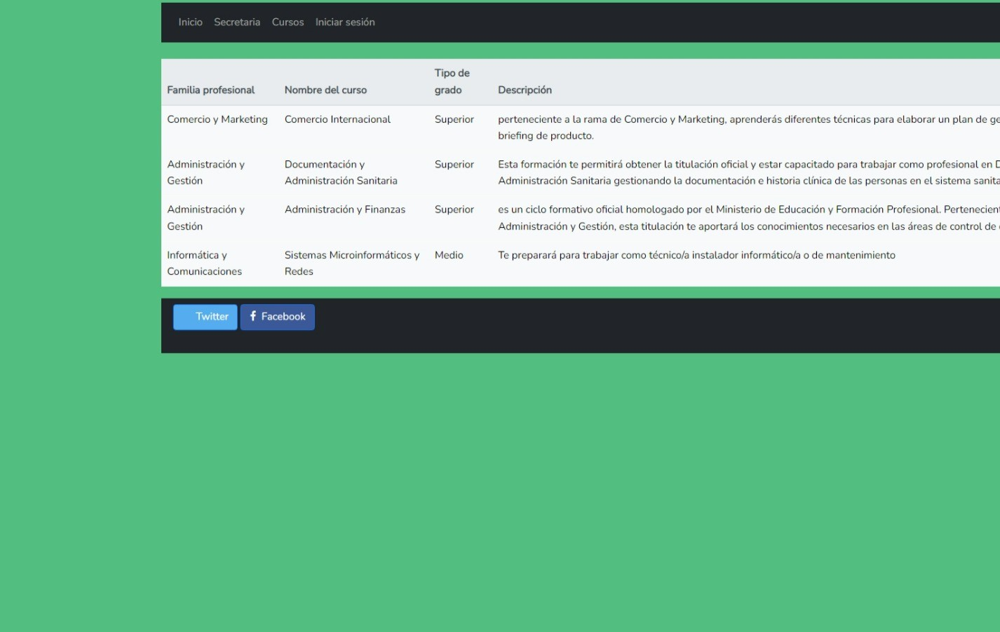 Inicio Secretaria Cursos Iniciar sesión
Tipo de
Familia profesional Nombre del curso grado Descripción
Comercio y Marketing Comercio Internacional Superior perteneciente a la rama de Comercio y Marketing, aprenderás diferentes técnicas para elaborar un plan de ge
briefing de producto.
Administración y Documentación y Superior Esta formación te permitirá obtener la titulación oficial y estar capacitado para trabajar como profesional en D
Gestión Administración Sanitaria Administración Sanitaria gestionando la documentación e historia clínica de las personas en el sistema sanita
Administración y Administración y Finanzas Superior es un ciclo formativo oficial homologado por el Ministerio de Educación y Formación Profesional. Pertenecien
Gestión Administración y Gestión, esta titulación te aportará los conocimientos necesarios en las áreas de control de
Informática y Sistemas Microinformáticos y Medio Te preparará para trabajar como técnico/a instalador informático/a o de mantenimiento
Comunicaciones Redes
Twitter Facebook